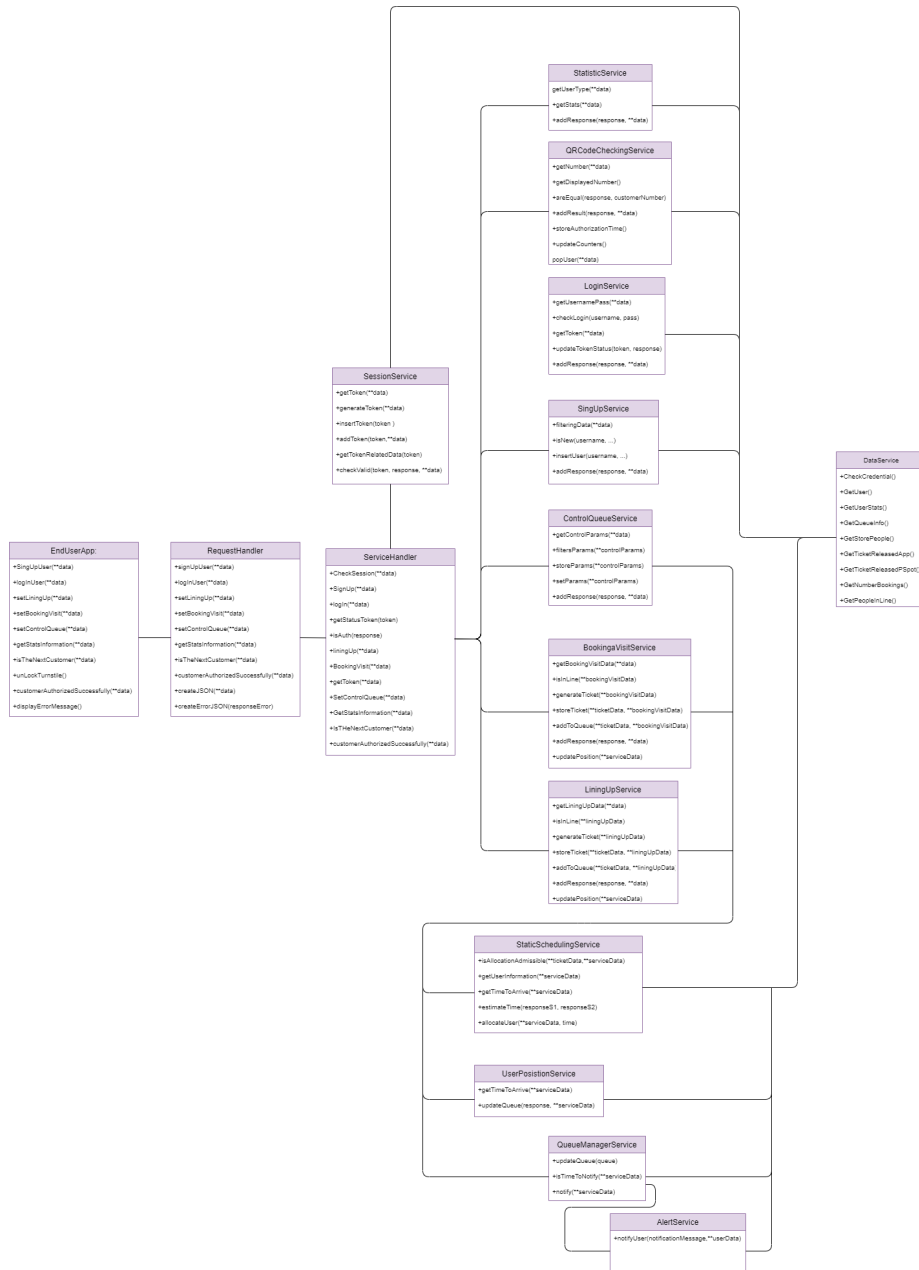 StatisticService
getUserType(**data)
+getStats(**data)
+addResponse(response, **data)
QRCodeCheckingService
+getNumber(**data)
+getDisplayedNumber()
+areEqual(response, customerNumber)
+addResult(response, **data)
+storeAuthorizationTime()
+updateCounters()
popUser(**data)
LoginService
+getUsernamePass(**data)
+checkLogin(username, pass)
+getToken(**data)
+updateTokenStatus(token, response)
+addResponse(response, **data)
SessionService
+getToken(**data)
+generateToken(**data)
+insertToken(token )
+addToken(token,**data)
+getTokenRelatedData(token)
+checkValid(token, response, **data)
SingUpService
+filteringData(**data)
+isNew(username, ...)
+insertUser(username, ...)
+addResponse(response, **data)
DataService
+CheckCredential()
+GetUser()
+GetUserStats()
+GetQueueInfo()
+GetStorePeople()
+GetTicketReleasedApp()
+GetTicketReleasedPSpot()
+GetNumberBookings()
+GetPeopleInLine()
ControlQueueService
+getControlParams(**data)
+filtersParams(**controlParams)
+storeParams(**controlParams)
+setParams(**controlParams)
+addResponse(response, **data)
EndUserApp:
+SingUpUser(**data)
+logInUser(**data)
+setLiningUp(**data)
+setBookingVisit(**data)
+setControlQueue(**data)
+getStatsInformation(**data)
+isTheNextCustomer(**data)
+unLockTurnstile()
+customerAuthorizedSuccessfully(**data)
+displayErrorMessage()
RequestHandler
+signUpUser(**data)
+logInUser(**data)
+setLiningUp(**data)
+setBookingVisit(**data)
+setControlQueue(**data)
+getStatsInformation(**data)
+isTheNextCustomer(**data)
+customerAuthorizedSuccessfully(**data)
+createJSON(**data)
+createErrorJSON(responseError)
ServiceHandler
+CheckSession(**data)
+SignUp(**data)
+login(**data)
+getStatusToken(token)
+isAuth(response)
+liningUp(**data)
+BookingVisit(**data)
+getToken(**data)
+SetControlQueue(**data)
+GetStatsInformation(**data)
+IsTHeNextCustomer(**data)
+customerAuthorizedSuccessfully(**data)
BookingaVisitService
+getBookingVisitData(**data)
+isInLine(**bookingVisitData)
+generateTicket(**bookingVisitData)
+storeTicket(**ticketData, **bookingVisitData)
+addToQueue(**ticketData, **bookingVisitData)
+addResponse(response, **data)
+updatePosition(**serviceData)
LiningUpService
+getLiningUpData(**data)
+isInLine(**liningUpData)
+generateTicket(**liningUpData)
+storeTicket(**ticketData, **liningUpData)
+addToQueue(**ticketData, **liningUpData)
+addResponse(response, **data)
+updatePosition(**serviceData)
StaticSchedulingService
+isAllocationAdmissible(**ticketData,**serviceData)
+getUserInformation(**serviceData)
+getTimeToArrive(**serviceData)
+estimateTime(responseS1, responseS2)
+allocateUser(**serviceData, time)
UserPosistionService
+getTimeToArrive(**serviceData)
+updateQueue(response, **serviceData)
QueueManagerService
+updateQueue(queue)
+isTimeToNotify(**serviceData)
+notify(**serviceData)
AlertService
+notifyUser(notificationMessage,**userData)